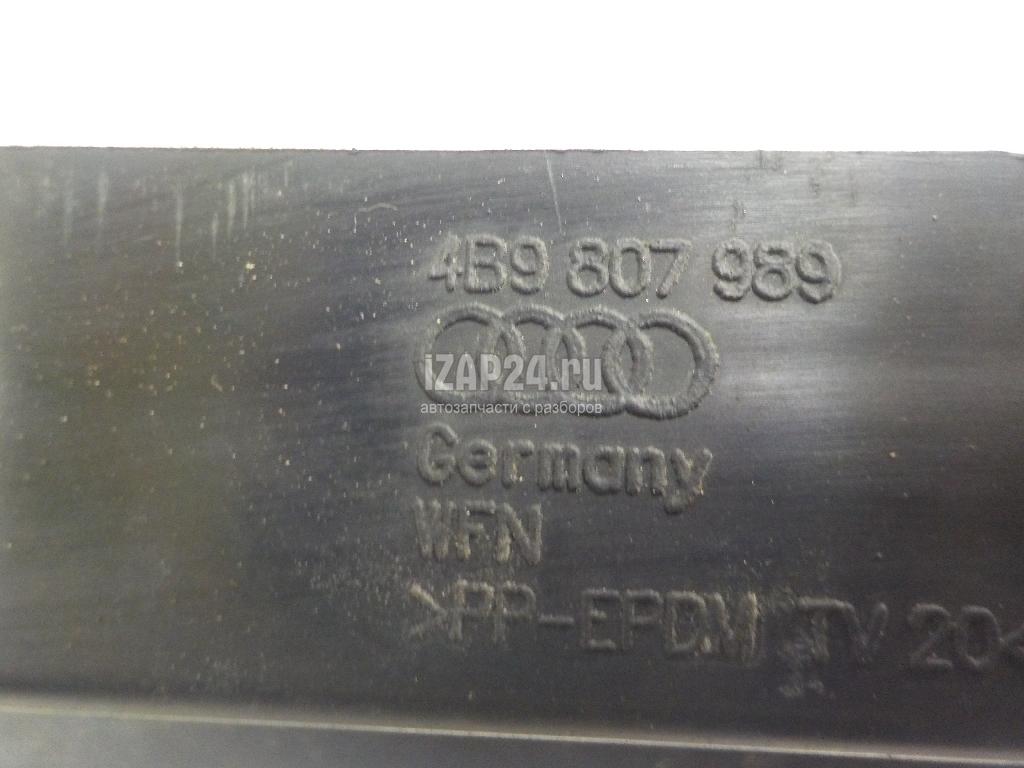 4B9 807 989
iZAP24.ru
автозапчасти с разборов
Germany
WFN
>PP-EPDM TV 20<